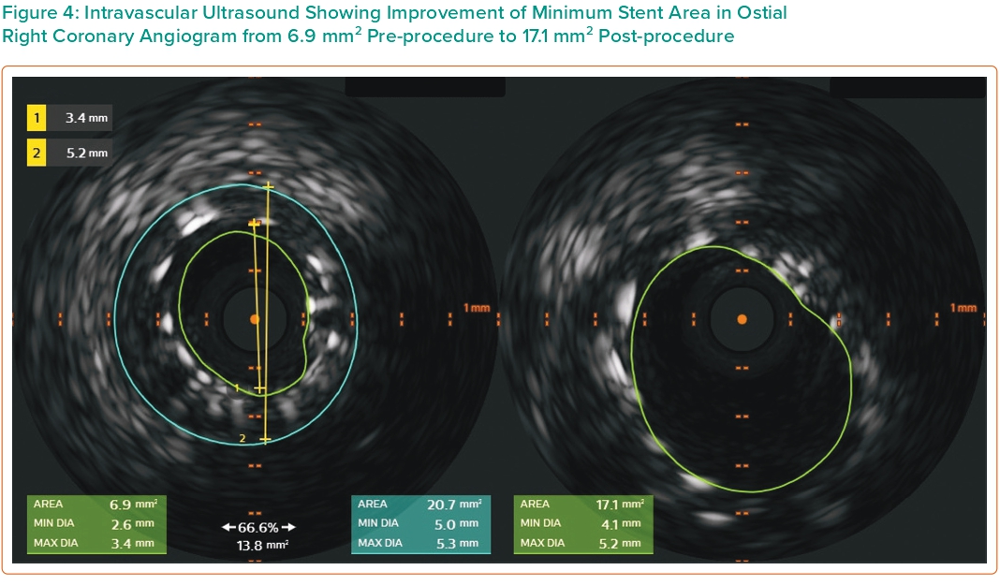 Figure 4: Intravascular Ultrasound Showing Improvement of Minimum Stent Area in Ostial
Right Coronary Angiogram from 6.9 mm² Pre-procedure to 17.1 mm² Post-procedure
1 3.4 mm
2 5.2 mm
1 mm
1 mm
1
2
AREA 6.9 mm²
MIN DIA 2.6 mm
MAX DIA 3.4 mm
66.6%
13.8 mm²
AREA 20.7 mm²
MIN DIA 5.0 mm
MAX DIA 5.3 mm
AREA 17.1 mm²
MIN DIA 4.1 mm
MAX DIA 5.2 mm